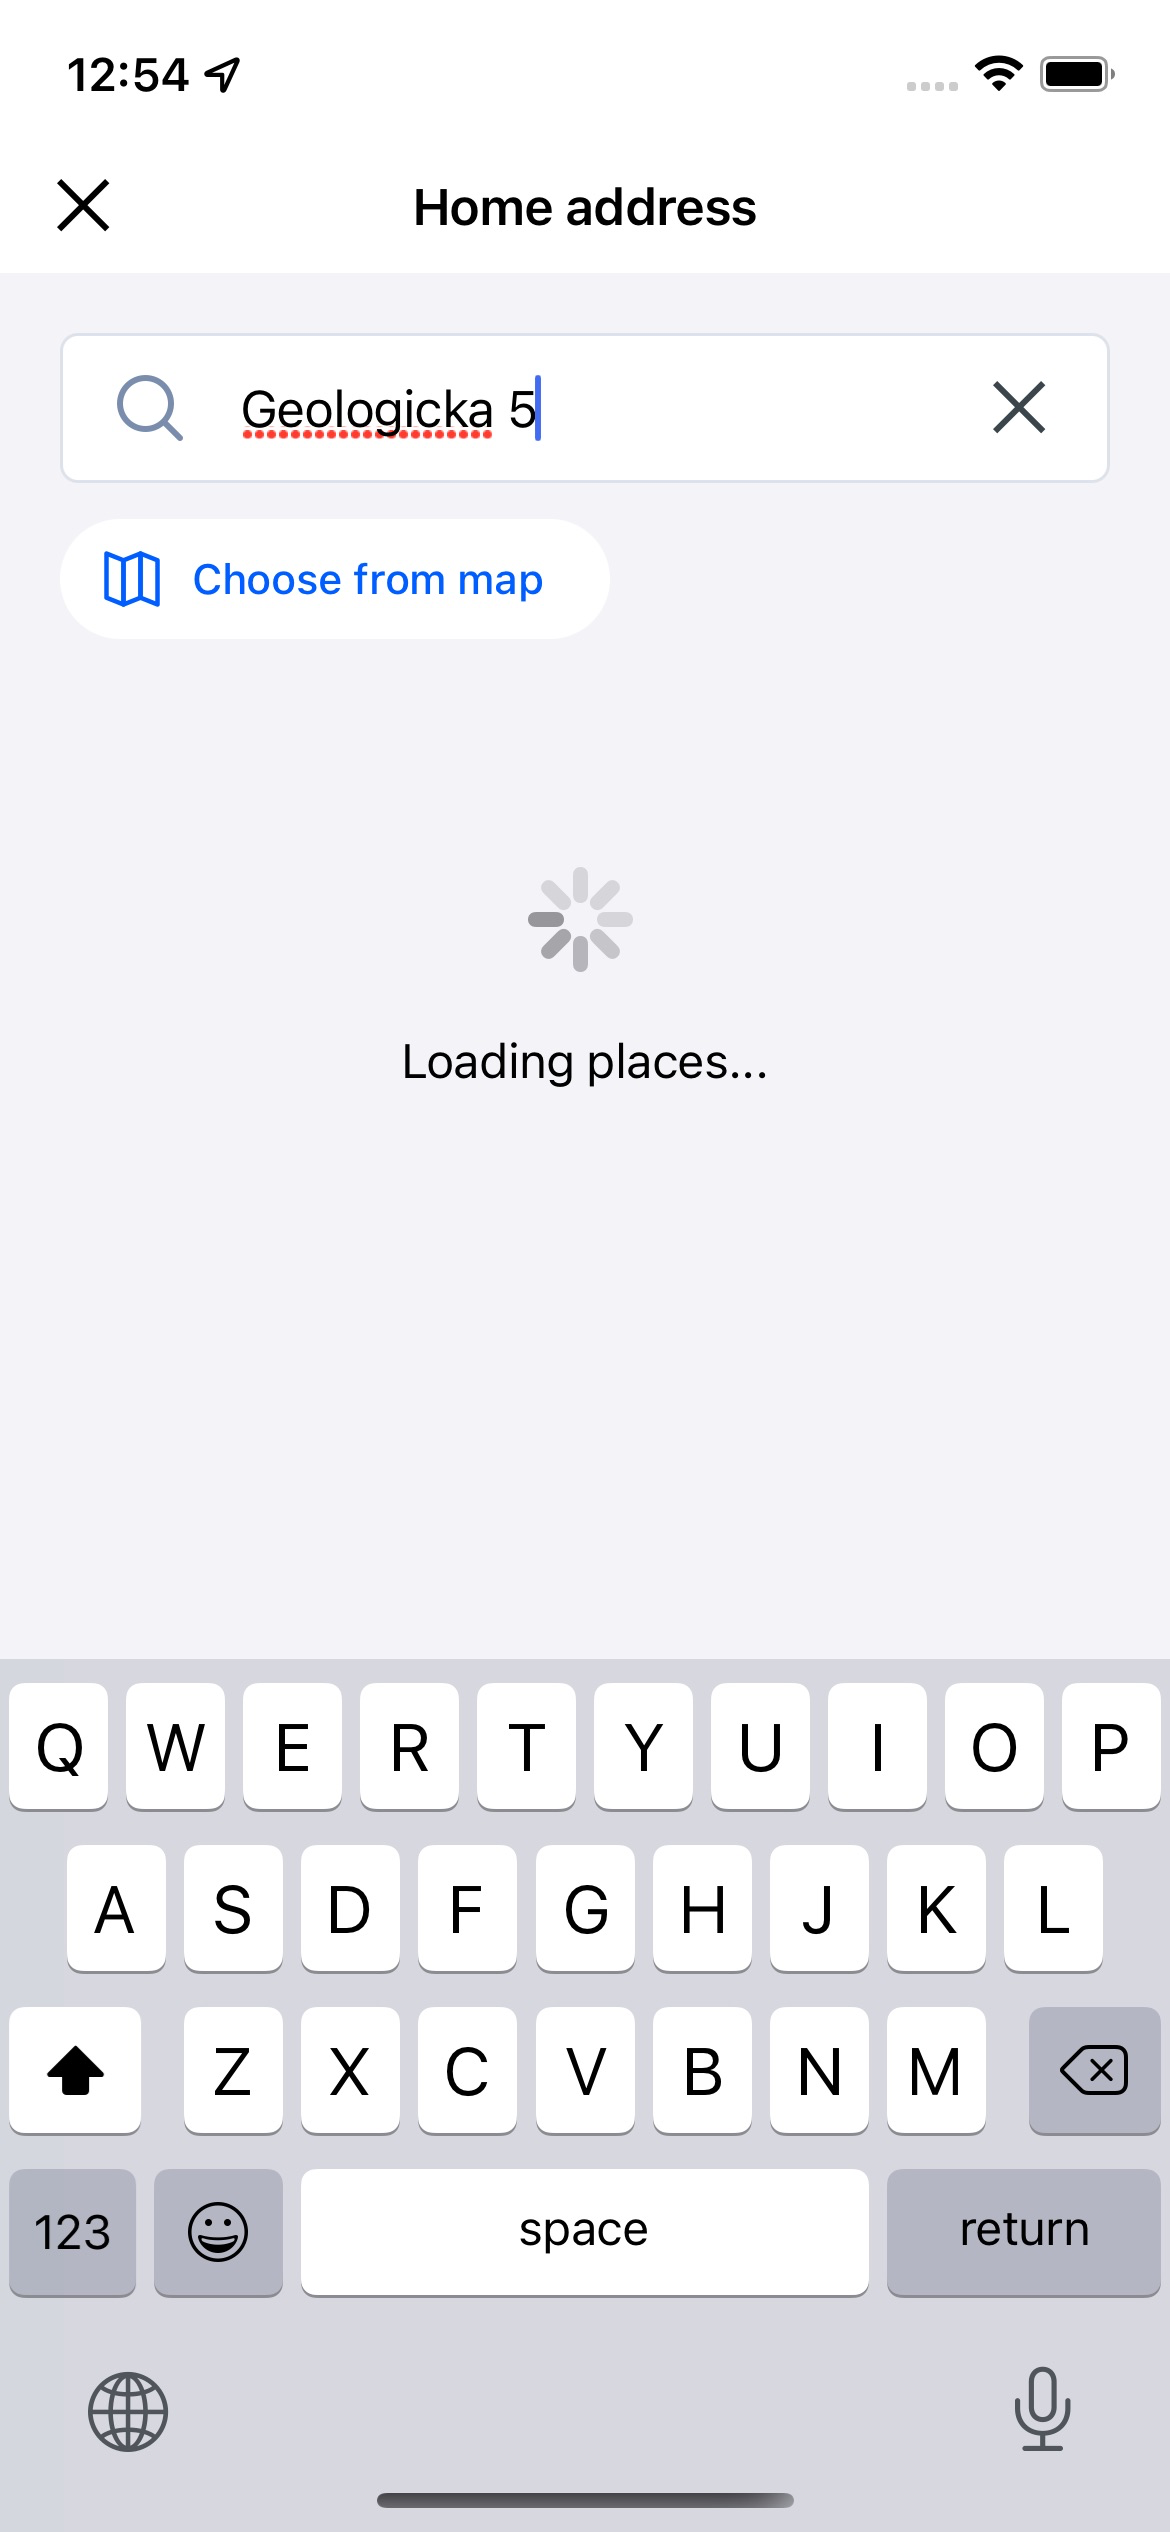 12:54
Home address
Geologicka 5
Choose from map
Loading places...
Q W E R T Y U I O P
A S D F G H J K L
Z X C V B N M
123 space return